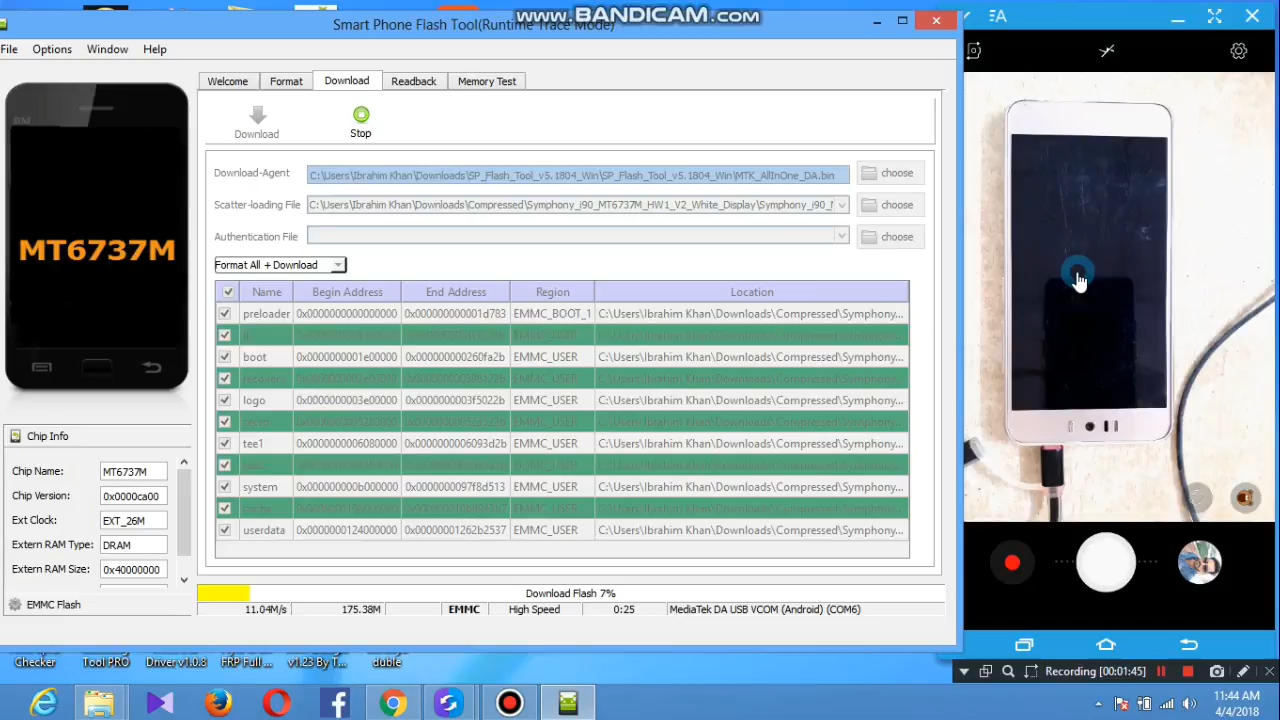 www.BANDICAM.com
Smart Phone Flash Tool(Runtime Trace Mode)
File Options Window Help
Welcome Format Download Readback Memory Test
Download Stop
BM
MT6737M
Download-Agent C:\Users\Ibrahim Khan\Downloads\SP_Flash_Tool_v5.1804_Win\SP_Flash_Tool_v5.1804_Win\MTK_AllInOne_DA.bin choose
Scatter-loading File C:\Users\Ibrahim Khan\Downloads\Compressed\Symphony_i90_MT6737M_HW1_V2_White_Display\Symphony_i90_ choose
Authentication File choose
Format All + Download
Name Begin Address End Address Region Location
preloader 0x0000000000000000 0x000000000001d783 EMMC_BOOT_1 C:\Users\Ibrahim Khan\Downloads\Compressed\Symphony...
boot 0x0000000001e00000 0x000000000260fa2b EMMC_USER C:\Users\Ibrahim Khan\Downloads\Compressed\Symphony...
recovery EMMC_USER C:\Users\Ibrahim Khan\Downloads\Compressed\Symphony...
logo 0x0000000003e00000 0x0000000003f5022b EMMC_USER C:\Users\Ibrahim Khan\Downloads\Compressed\Symphony...
tee1 0x0000000006080000 0x0000000006093d2b EMMC_USER C:\Users\Ibrahim Khan\Downloads\Compressed\Symphony...
system 0x000000000b000000 0x0000000097f8d513 EMMC_USER C:\Users\Ibrahim Khan\Downloads\Compressed\Symphony...
userdata 0x0000000124000000 0x00000001262b2537 EMMC_USER C:\Users\Ibrahim Khan\Downloads\Compressed\Symphony...
Chip Info
Chip Name: MT6737M
Chip Version: 0x0000ca00
Ext Clock: EXT_26M
Extern RAM Type: DRAM
Extern RAM Size: 0x40000000
EMMC Flash
Download Flash 7%
11.04M/s 175.38M EMMC High Speed 0:25 MediaTek DA USB VCOM (Android) (COM6)
Checker Tool PRO Driver v1.0.8 FRP Full ... v1.23 By T... duble
Recording [00:01:45]
11:44 AM
4/4/2018